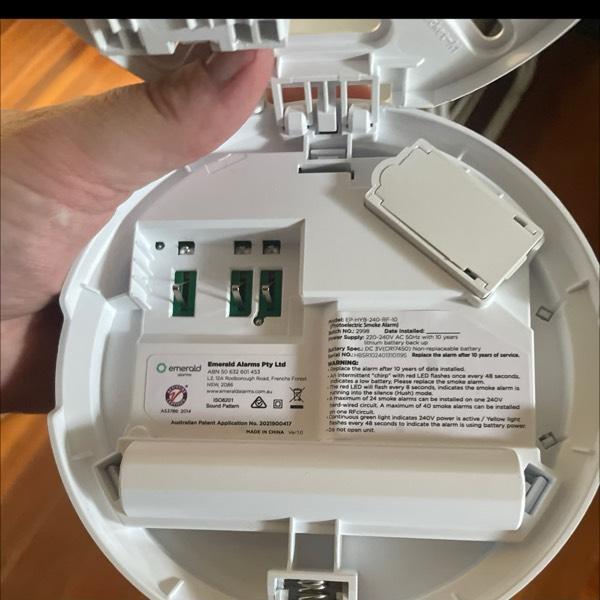 Model: EP-HYB-240-RF-10
(Photoelectric Smoke Alarm)
Batch NO.: 2998 Date Installed:
Power Supply: 220-240V AC 50Hz with 10 years
lithium battery back up
Battery Spec.: DC 3V(CR17450) Non-replaceable battery
Serial NO.: Replace the alarm after 10 years of service.
WARNING:
-Replace the alarm after 10 years of date installed.
-An intermittent "chirp" with red LED flashes once every 48 seconds,
indicates a low battery, Please replace the smoke alarm.
-The red LED will flash every 8 seconds, indicates the smoke alarm is
running in silence (Hush) mode.
-A maximum of 24 smoke alarms can be installed on one 240V
hard-wired circuit. A maximum of 40 smoke alarms can be installed
on one RFcircuit.
-Continuous green light indicates 240V power is active / Yellow light
flashes every 48 seconds to indicate the alarm is using battery power.
-Do not open unit.
emerald
alarms
AS3786: 2014
Emerald Alarms Pty Ltd
ABN 50 632 601 453
L2, 12A Rodborough Road, Frenchs Forest
NSW, 2086
www.emeraldalarms.com.au
ISO8201
Sound Pattern
Australian Patent Application No. 2021900417
MADE IN CHINA Ver1.0